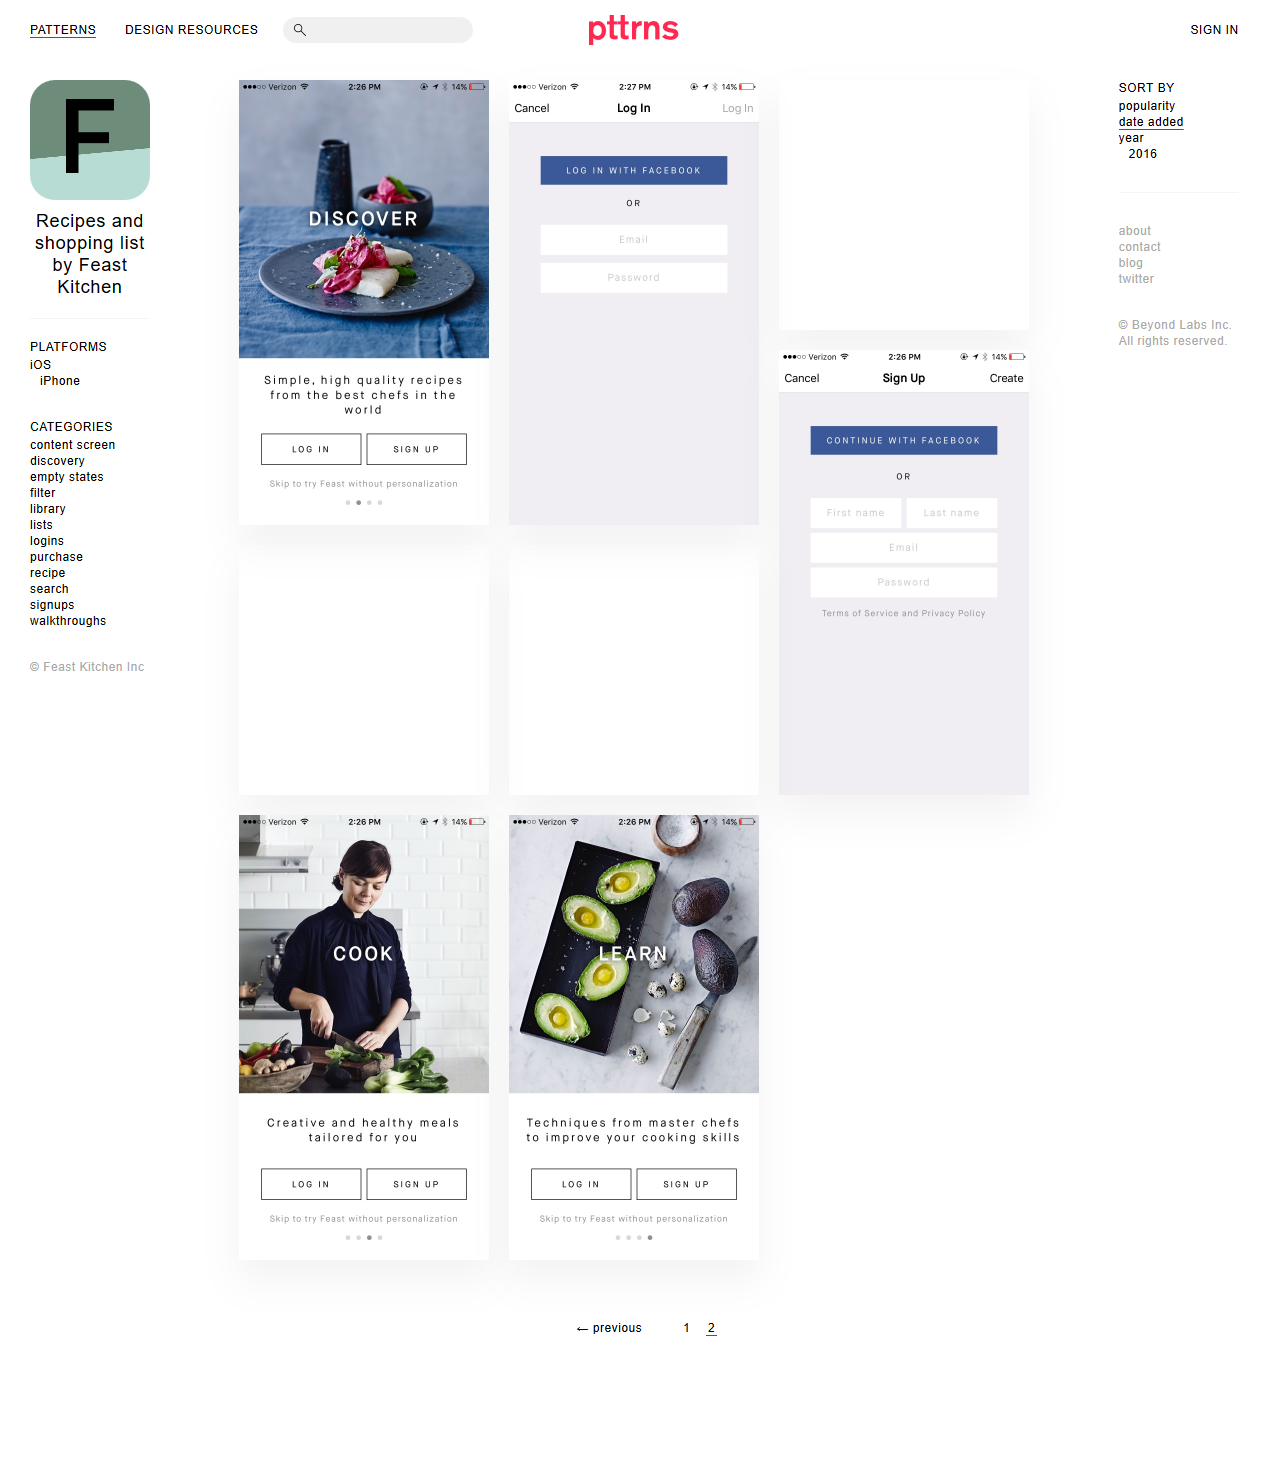 PATTERNS
DESIGN RESOURCES
pttrns
SIGN IN
F
Recipes and
shopping list
by Feast
Kitchen
PLATFORMS
iOS
iPhone
CATEGORIES
content screen
discovery
empty states
filter
library
lists
logins
purchase
recipe
search
signups
walkthroughs
© Feast Kitchen Inc
Verizon 2:26 PM 14%
DISCOVER
Simple, high quality recipes
from the best chefs in the
world
LOG IN SIGN UP
Skip to try Feast without personalization
Verizon 2:27 PM 14%
Cancel Log In Log In
LOG IN WITH FACEBOOK
OR
Email
Password
Verizon 2:26 PM 14%
Cancel Sign Up Create
CONTINUE WITH FACEBOOK
OR
First name Last name
Email
Password
Terms of Service and Privacy Policy
Verizon 2:26 PM 14%
COOK
Creative and healthy meals
tailored for you
LOG IN SIGN UP
Skip to try Feast without personalization
Verizon 2:26 PM 14%
LEARN
Techniques from master chefs
to improve your cooking skills
LOG IN SIGN UP
Skip to try Feast without personalization
SORT BY
popularity
date added
year
2016
about
contact
blog
twitter
© Beyond Labs Inc.
All rights reserved.
← previous 1 2